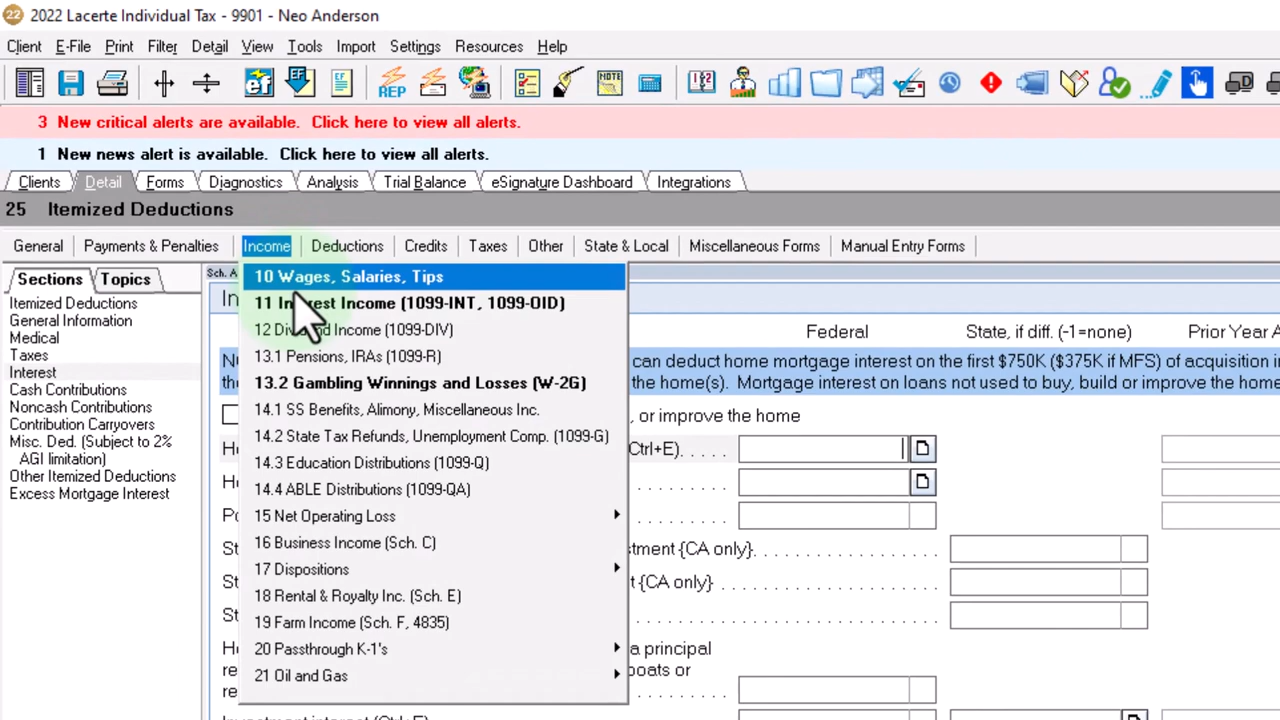 22 2022 Lacerte Individual Tax - 9901 - Neo Anderson
Client E-File Print Filter Detail View Tools Import Settings Resources Help
ef EF REP NOTE
3 New critical alerts are available. Click here to view all alerts.
1 New news alert is available. Click here to view all alerts.
Clients Detail Forms Diagnostics Analysis Trial Balance eSignature Dashboard Integrations
25 Itemized Deductions
General Payments & Penalties Income Deductions Credits Taxes Other State & Local Miscellaneous Forms Manual Entry Forms
Sections Topics
Itemized Deductions
General Information
Medical
Taxes
Interest
Cash Contributions
Noncash Contributions
Contribution Carryovers
Misc. Ded. (Subject to 2%
AGI limitation)
Other Itemized Deductions
Excess Mortgage Interest
Sch. A
10 Wages, Salaries, Tips
11 Interest Income (1099-INT, 1099-OID)
12 Dividend Income (1099-DIV)
13.1 Pensions, IRAs (1099-R)
13.2 Gambling Winnings and Losses (W-2G)
14.1 SS Benefits, Alimony, Miscellaneous Inc.
14.2 State Tax Refunds, Unemployment Comp. (1099-G)
14.3 Education Distributions (1099-Q)
14.4 ABLE Distributions (1099-QA)
15 Net Operating Loss
16 Business Income (Sch. C)
17 Dispositions
18 Rental & Royalty Inc. (Sch. E)
19 Farm Income (Sch. F, 4835)
20 Passthrough K-1's
21 Oil and Gas
Federal State, if diff. (-1=none) Prior Year A
can deduct home mortgage interest on the first $750K ($375K if MFS) of acquisition in
the home(s). Mortgage interest on loans not used to buy, build or improve the home
, or improve the home
Ctrl+E). . . . .
stment {CA only}. . . . . . . . . . . . . . .
{CA only}. . . . . . . . . . . . . . . . . .
a principal
boats or